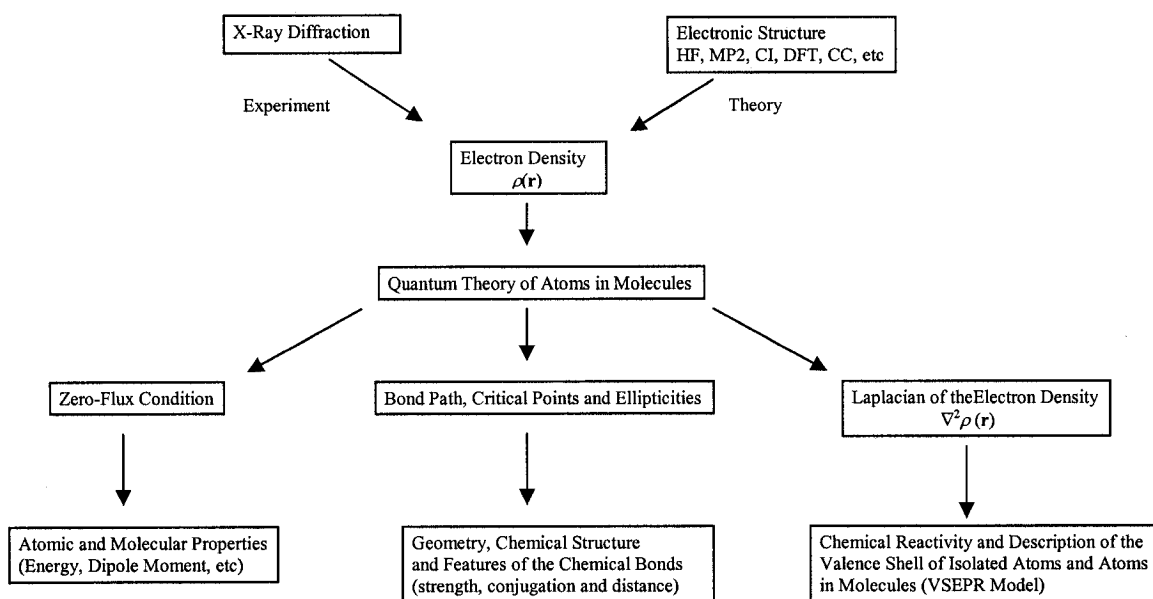 X-Ray Diffraction
Electronic Structure
HF, MP2, CI, DFT, CC, etc
Experiment
Theory
Electron Density
ρ(r)
Quantum Theory of Atoms in Molecules
Zero-Flux Condition
Bond Path, Critical Points and Ellipticities
Laplacian of theElectron Density
∇²ρ (r)
Atomic and Molecular Properties
(Energy, Dipole Moment, etc)
Geometry, Chemical Structure
and Features of the Chemical Bonds
(strength, conjugation and distance)
Chemical Reactivity and Description of the
Valence Shell of Isolated Atoms and Atoms
in Molecules (VSEPR Model)